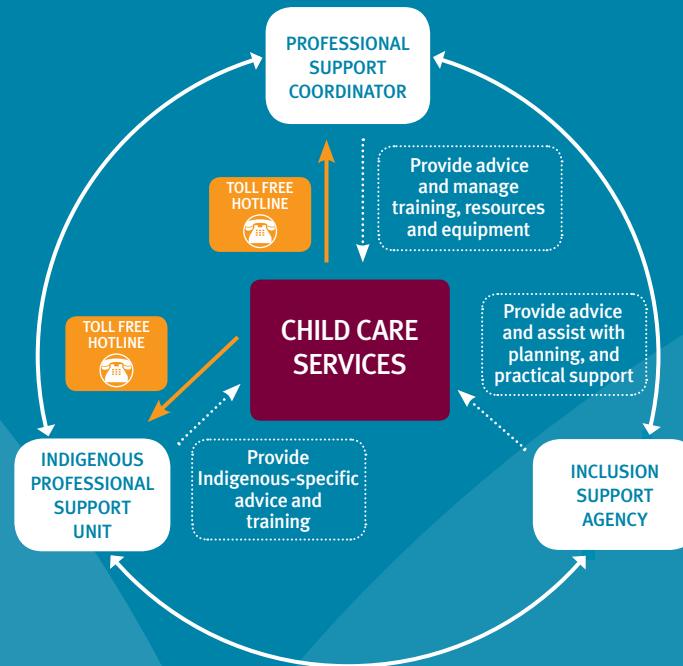 PROFESSIONAL
SUPPORT
COORDINATOR
TOLL FREE
HOTLINE
Provide advice
and manage
training, resources
and equipment
TOLL FREE
HOTLINE
CHILD CARE
SERVICES
Provide advice
and assist with
planning, and
practical support
INDIGENOUS
PROFESSIONAL
SUPPORT
UNIT
Provide
Indigenous-specific
advice and
training
INCLUSION
SUPPORT
AGENCY